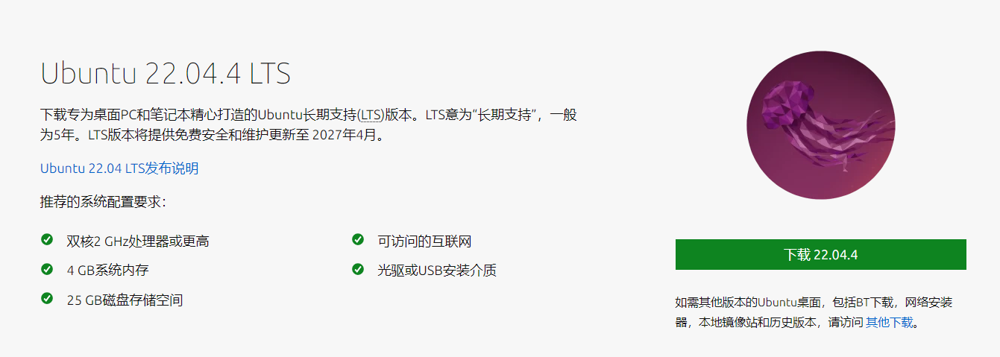 Ubuntu 22.04.4 LTS
下载专为桌面PC和笔记本精心打造的Ubuntu长期支持(LTS)版本。LTS意为“长期支持”，一般
为5年。LTS版本将提供免费安全和维护更新至 2027年4月。
Ubuntu 22.04 LTS发布说明
推荐的系统配置要求：
双核2 GHz处理器或更高
4 GB系统内存
25 GB磁盘存储空间
可访问的互联网
光驱或USB安装介质
下载 22.04.4
如需其他版本的Ubuntu桌面，包括BT下载，网络安装
器，本地镜像站和历史版本，请访问 其他下载。